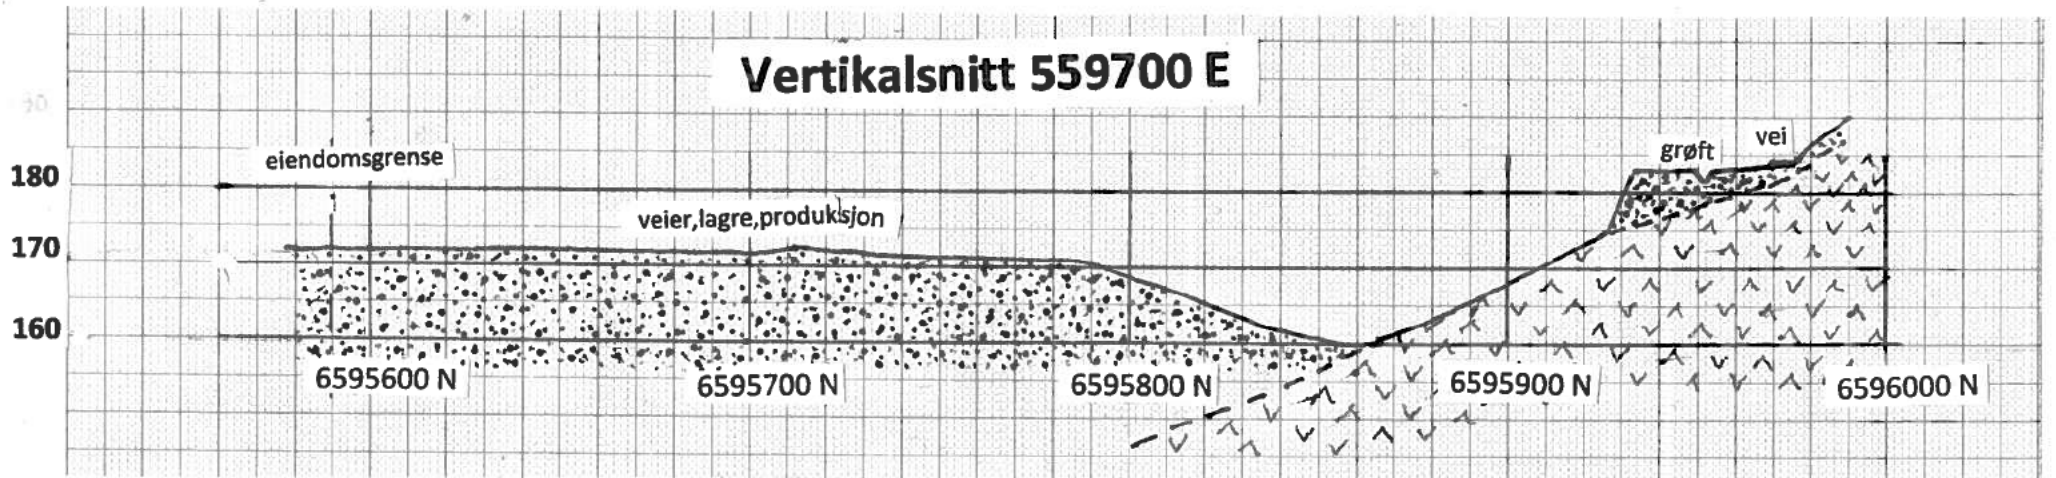 Vertikalsnitt 559700 E
eiendomsgrense
vei
grøft
180
veier,lagre,produksjon
170
160
6595600 N
6595700 N
6595800 N
6595900 N
6596000 N